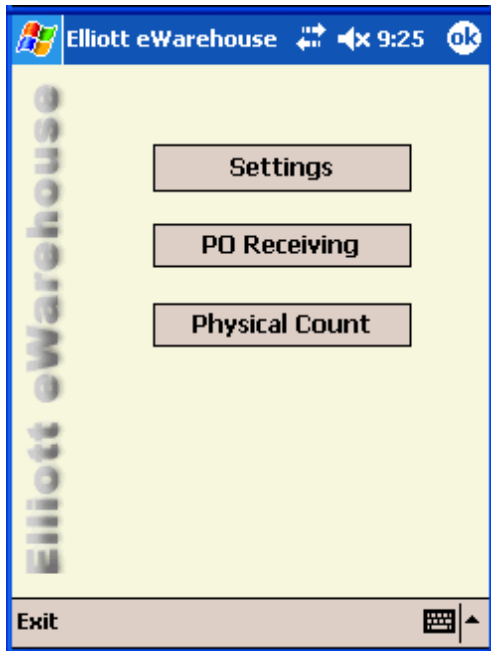 Elliott eWarehouse 9:25 ok
Elliott eWarehouse
Settings
PO Receiving
Physical Count
Exit